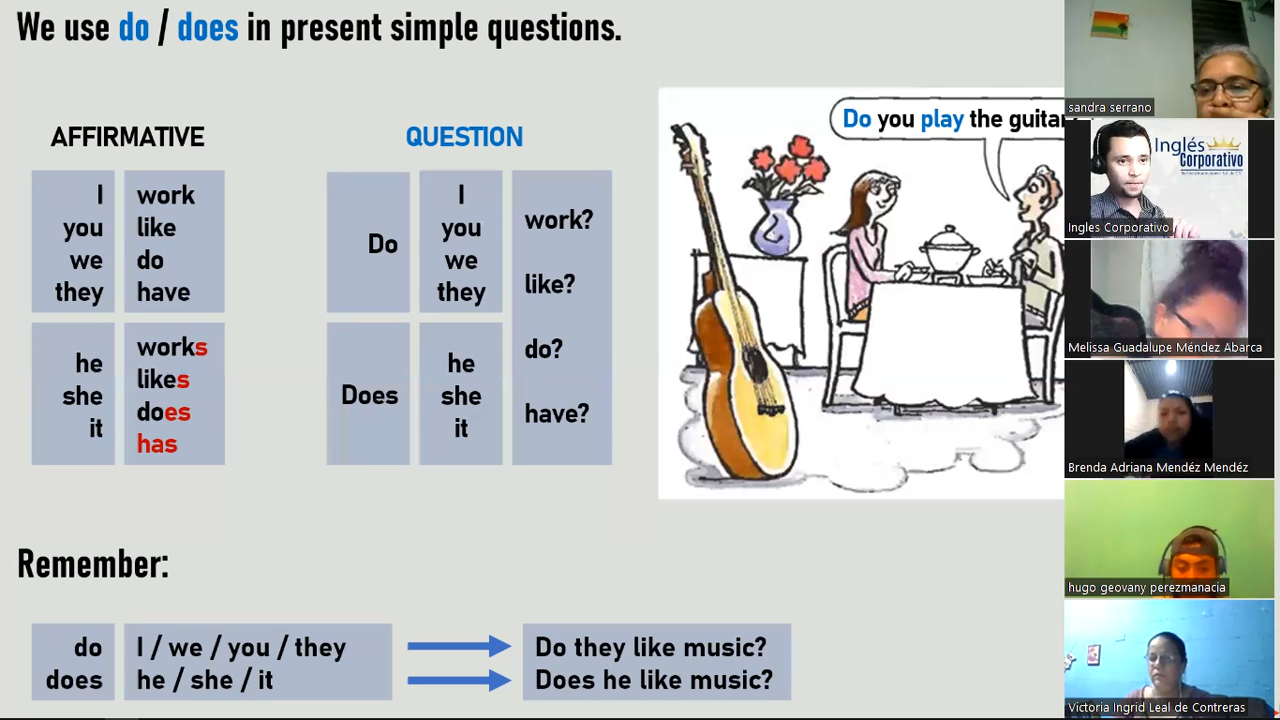 We use do / does in present simple questions.
AFFIRMATIVE
I
you
we
they
work
like
do
have
he
she
it
works
likes
does
has
QUESTION
Do
I
you
we
they
Does
he
she
it
work?
like?
do?
have?
Do you play the guitar
Remember:
do
does
I / we / you / they
he / she / it
Do they like music?
Does he like music?
sandra serrano
Inglés
Corporativo
Ingles Corporativo
Melissa Guadalupe Méndez Abarca
Brenda Adriana Mendéz Mendéz
hugo geovany perezmanacia
Victoria Ingrid Leal de Contreras